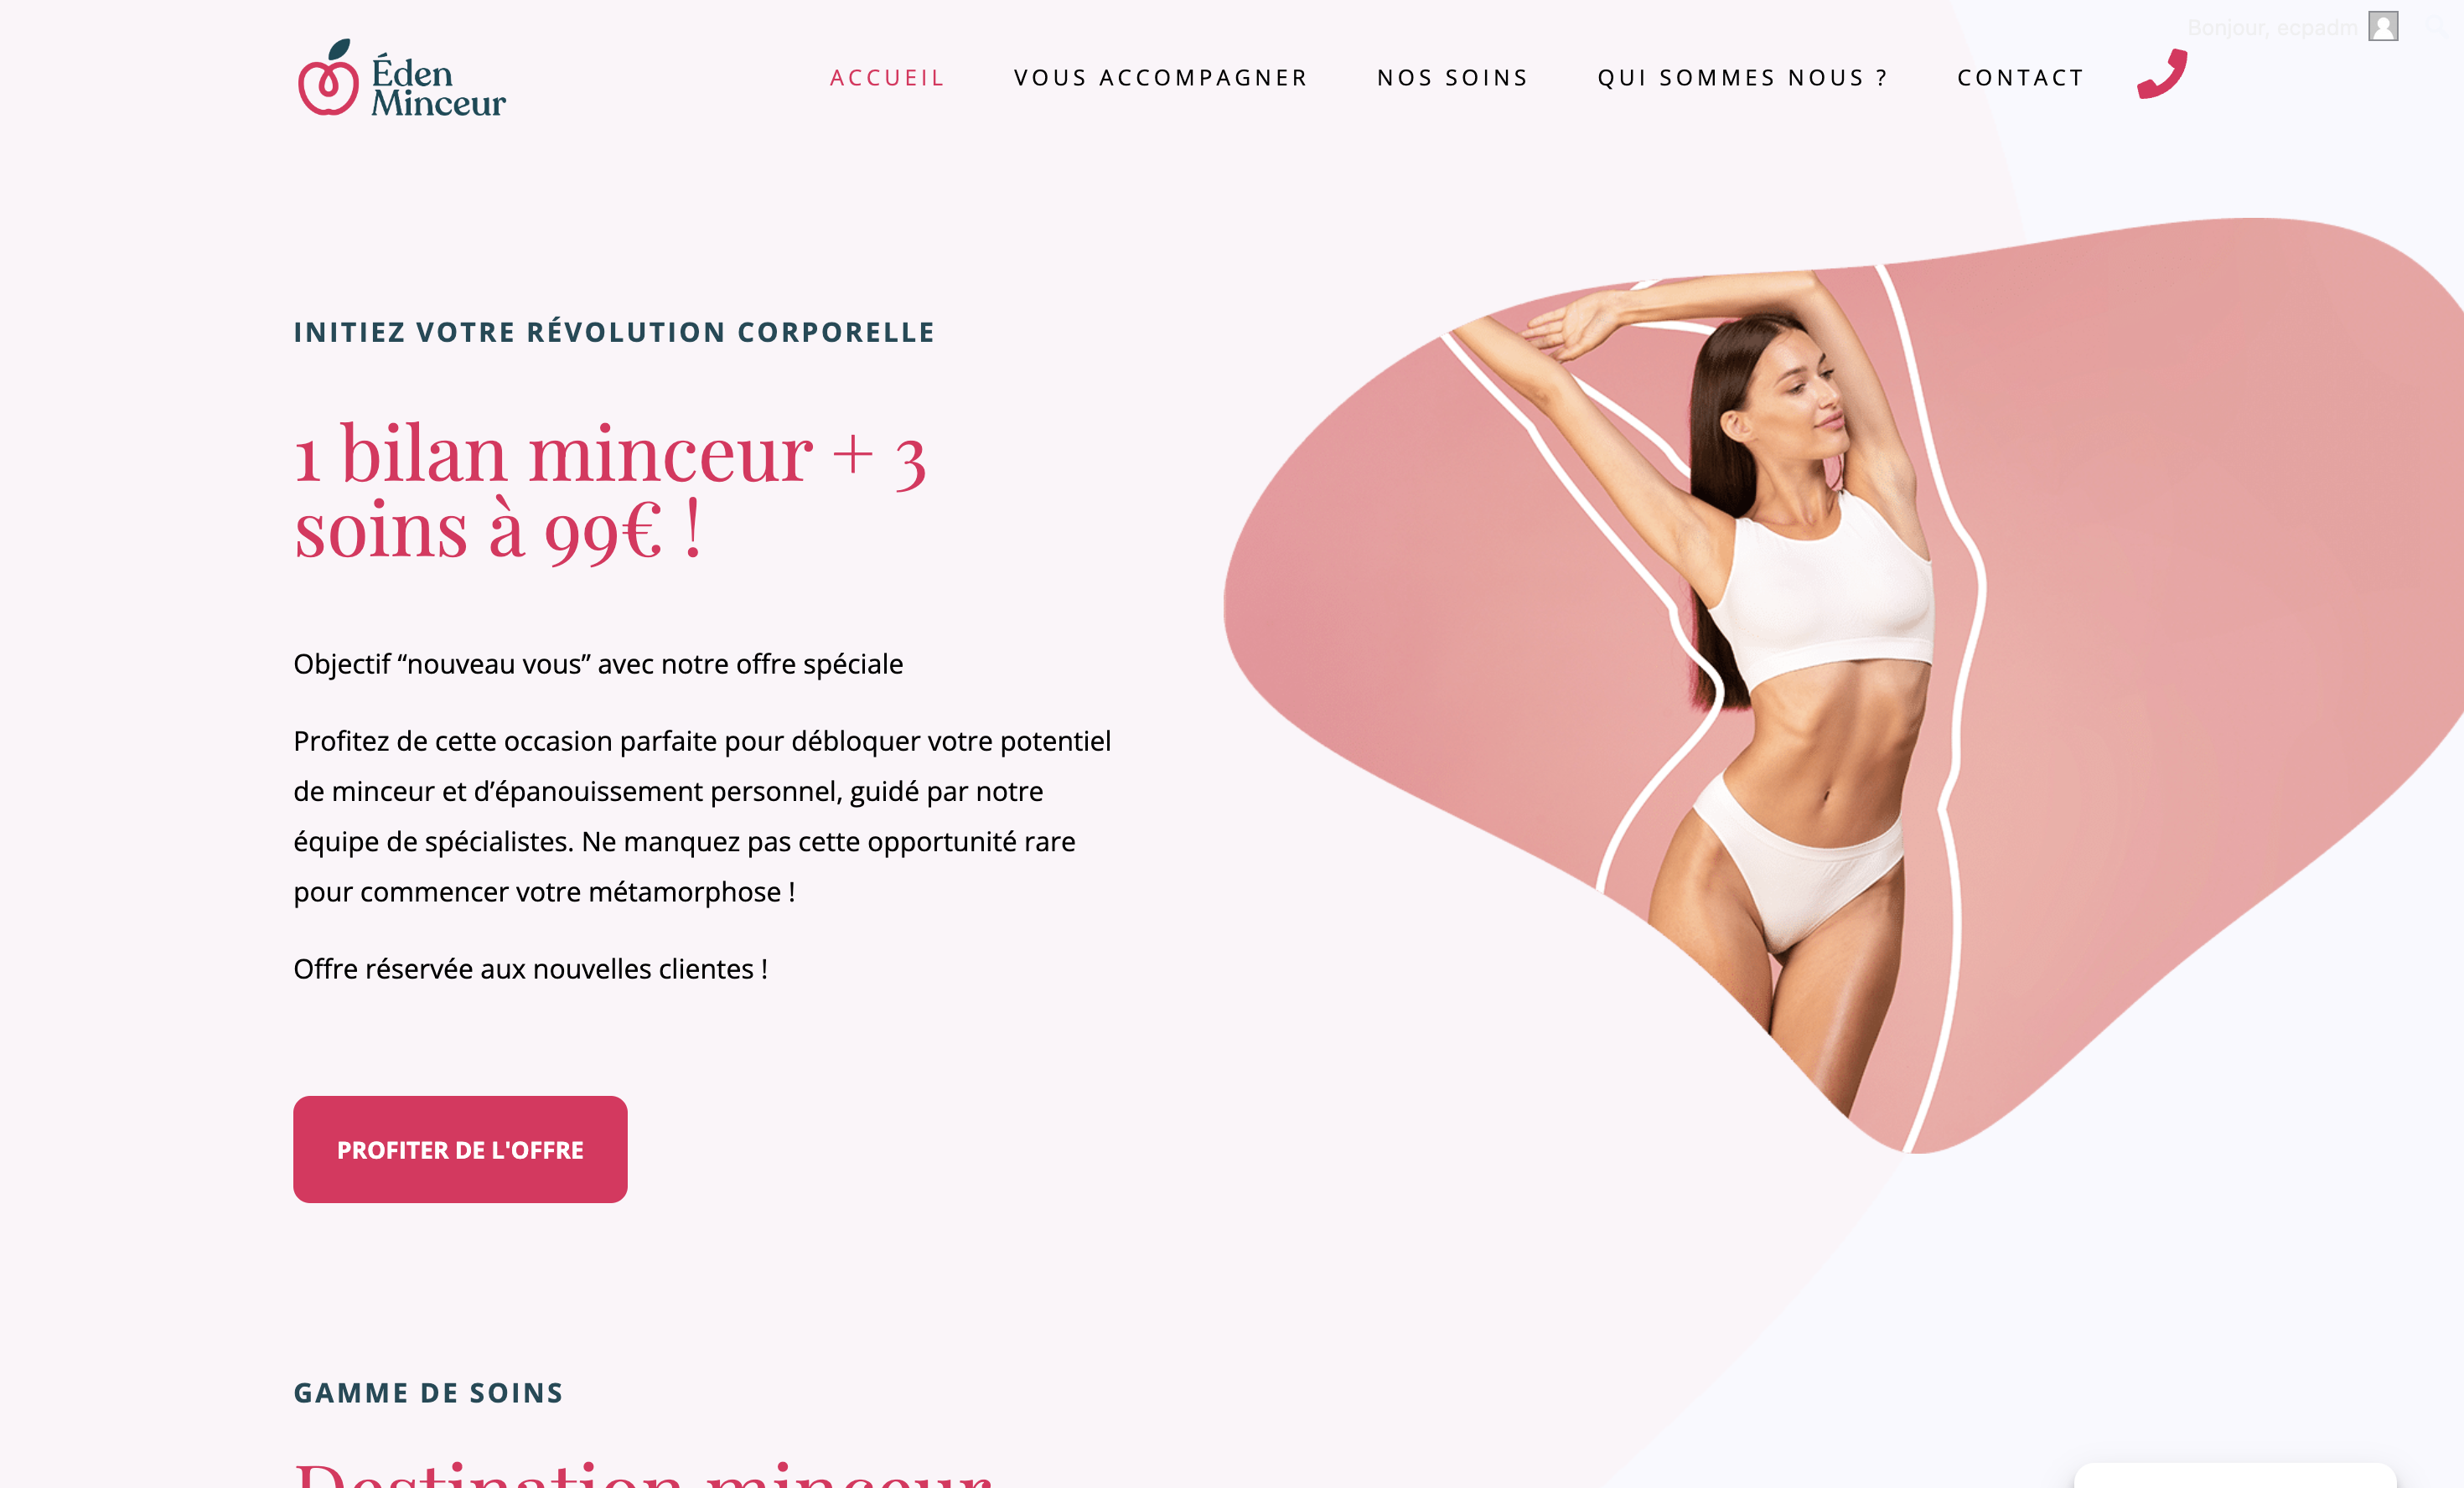 Bonjour, ecpadm
Éden
Minceur
ACCUEIL
VOUS ACCOMPAGNER
NOS SOINS
QUI SOMMES NOUS ?
CONTACT
INITIEZ VOTRE RÉVOLUTION CORPORELLE
1 bilan minceur + 3
soins à 99€ !
Objectif “nouveau vous” avec notre offre spéciale
Profitez de cette occasion parfaite pour débloquer votre potentiel
de minceur et d’épanouissement personnel, guidé par notre
équipe de spécialistes. Ne manquez pas cette opportunité rare
pour commencer votre métamorphose !
Offre réservée aux nouvelles clientes !
PROFITER DE L'OFFRE
GAMME DE SOINS
Destination minceur